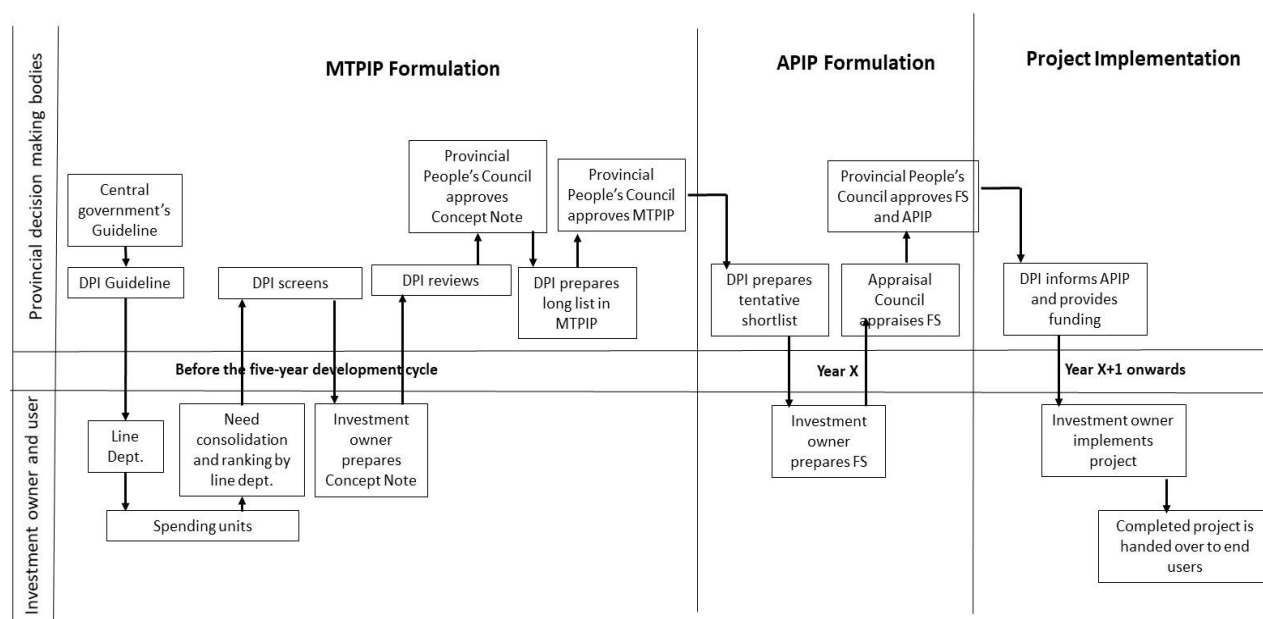 Provincial decision making bodies
Investment owner and user
MTPIP Formulation
APIP Formulation
Project Implementation
Central
government's
Guideline
DPI Guideline
Line
Dept.
Spending units
Need
consolidation
and ranking by
line dept.
DPI screens
Investment
owner
prepares
Concept Note
DPI reviews
Provincial
People's Council
approves
Concept Note
DPI prepares
long list in
MTPIP
Provincial
People's Council
approves MTPIP
Before the five-year development cycle
DPI prepares
tentative
shortlist
Investment
owner
prepares FS
Appraisal
Council
appraises FS
Provincial People's
Council approves FS
and APIP
Year X
DPI informs APIP
and provides
funding
Year X+1 onwards
Investment owner
implements
project
Completed project is
handed over to end
users